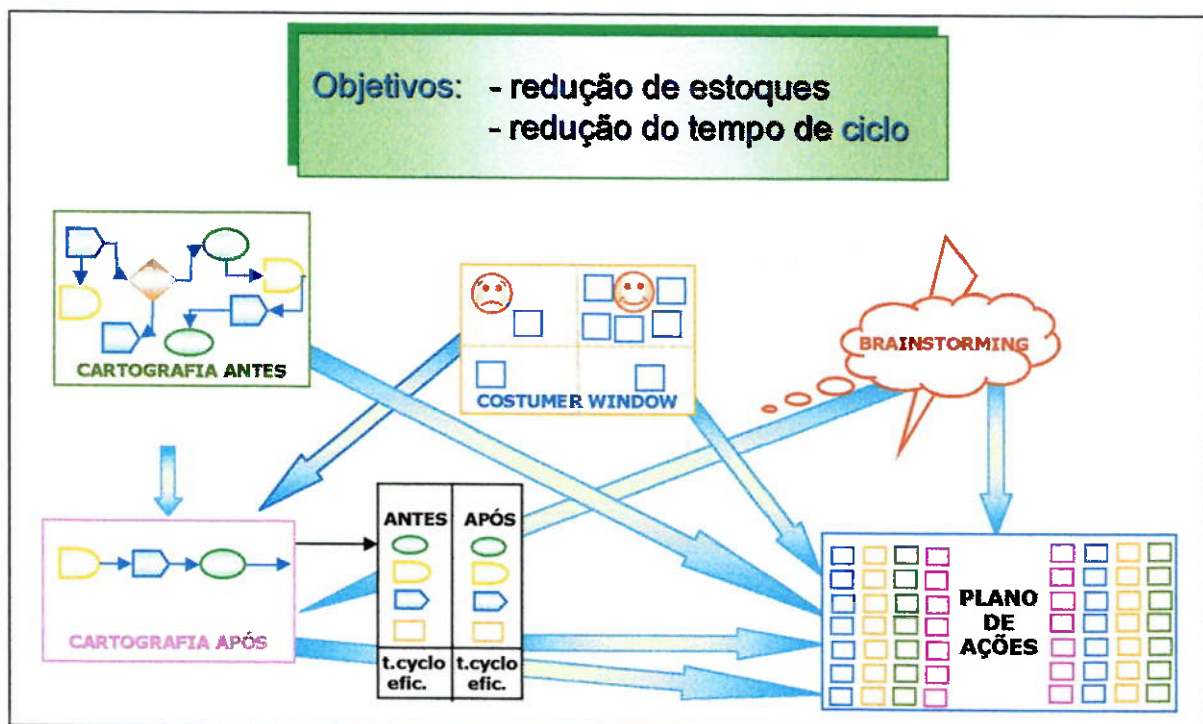 Objetivos: - redução de estoques
- redução do tempo de ciclo
CARTOGRAFIA ANTES
COSTUMER WINDOW
BRAINSTORMING
CARTOGRAFIA APÓS
ANTES APÓS
t.cyclo t.cyclo
efic. efic.
PLANO
DE
AÇÕES